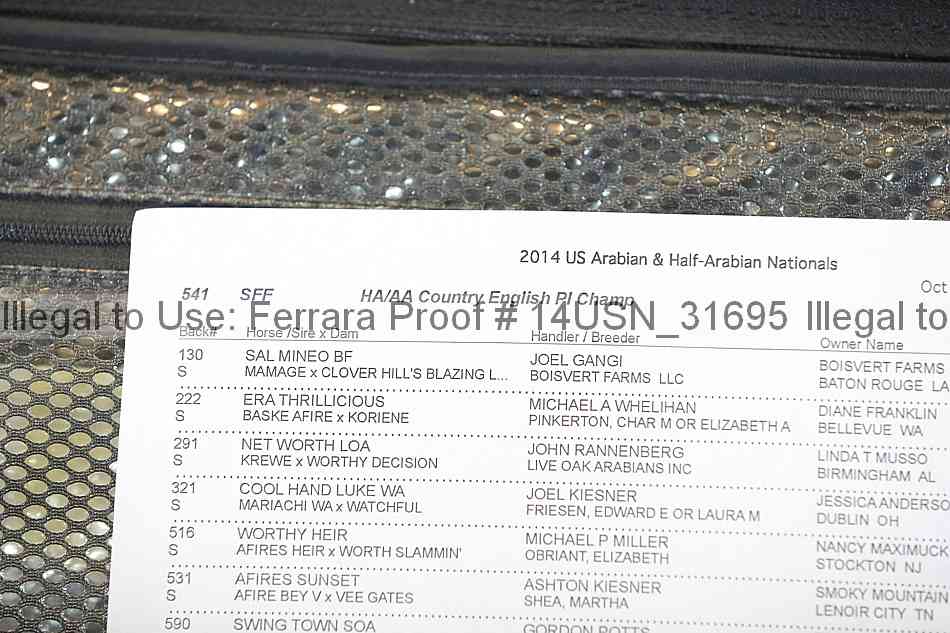 2014 US Arabian & Half-Arabian Nationals
Oct
541 SFF HA/AA Country English Pl Champ
Illegal to Use: Ferrara Proof # 14USN_31695 Illegal to
Back# Horse /Sire x Dam Handler / Breeder Owner Name
130 SAL MINEO BF JOEL GANGI BOISVERT FARMS
S MAMAGE x CLOVER HILL'S BLAZING L... BOISVERT FARMS LLC BATON ROUGE LA
222 ERA THRILLICIOUS MICHAEL A WHELIHAN DIANE FRANKLIN
S BASKE AFIRE x KORIENE PINKERTON, CHAR M OR ELIZABETH A BELLEVUE WA
291 NET WORTH LOA JOHN RANNENBERG LINDA T MUSSO
S KREWE x WORTHY DECISION LIVE OAK ARABIANS INC BIRMINGHAM AL
321 COOL HAND LUKE WA JOEL KIESNER JESSICA ANDERSO
S MARIACHI WA x WATCHFUL FRIESEN, EDWARD E OR LAURA M DUBLIN OH
516 WORTHY HEIR MICHAEL P MILLER NANCY MAXIMUCK
S AFIRES HEIR x WORTH SLAMMIN' OBRIANT, ELIZABETH STOCKTON NJ
531 AFIRES SUNSET ASHTON KIESNER SMOKY MOUNTAIN
S AFIRE BEY V x VEE GATES SHEA, MARTHA LENOIR CITY TN
590 SWING TOWN SOA GORDON POTTS